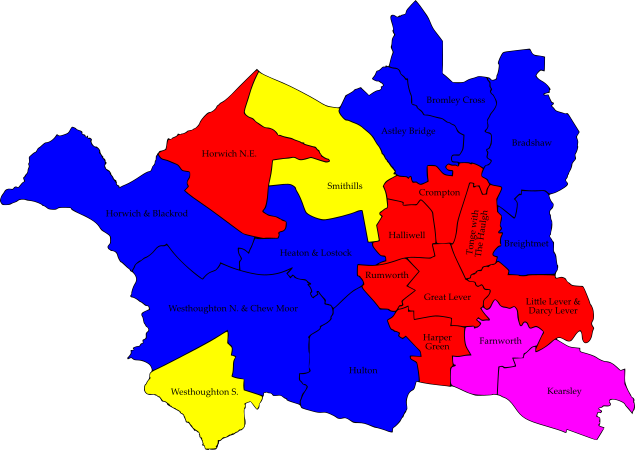 Bromley Cross
Astley Bridge
Bradshaw
Horwich N.E.
Smithills
Crompton
Horwich & Blackrod
Tonge with
The Haulgh
Halliwell
Breightmet
Heaton & Lostock
Rumworth
Great Lever
Little Lever &
Darcy Lever
Westhoughton N. & Chew Moor
Harper
Green
Farnworth
Hulton
Westhoughton S.
Kearsley